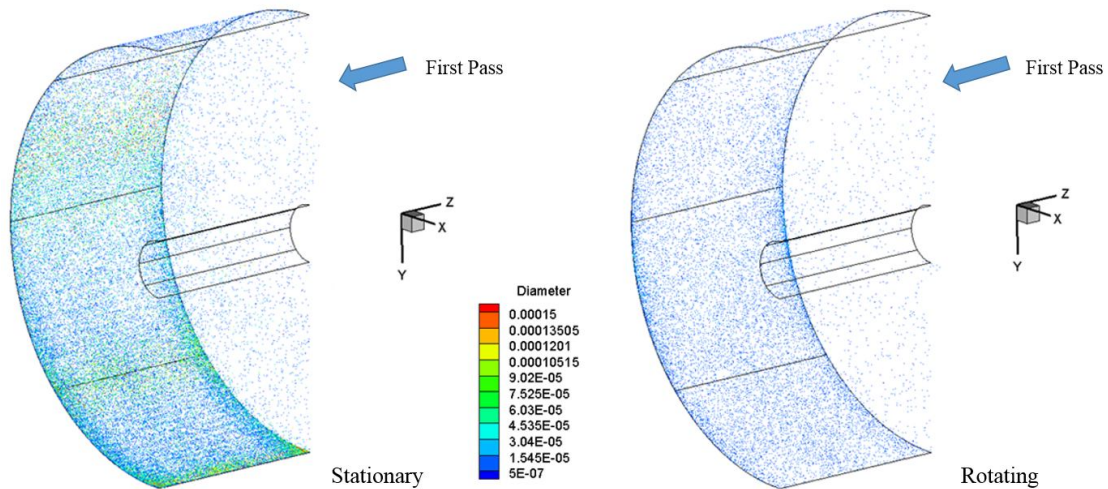 First Pass
First Pass
Z
X
Y
Z
X
Y
Diameter
0.00015
0.00013505
0.0001201
0.00010515
9.02E-05
7.525E-05
6.03E-05
4.535E-05
3.04E-05
1.545E-05
5E-07
Stationary
Rotating